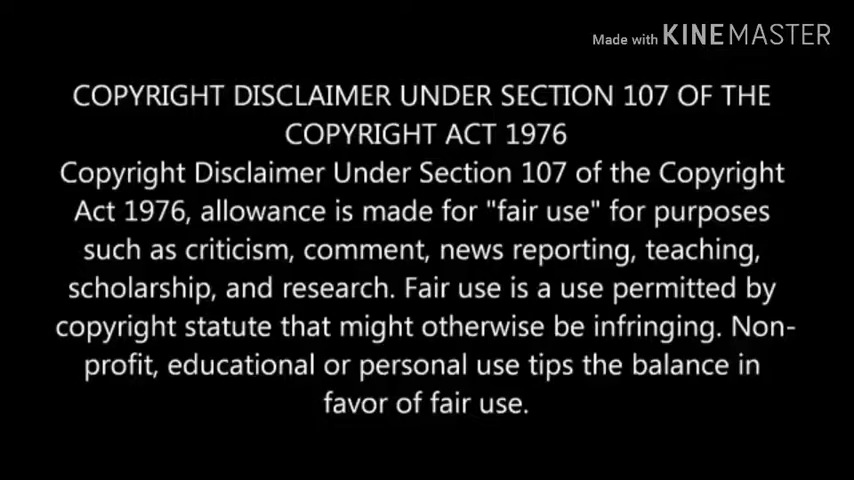 Made with KINEMASTER
COPYRIGHT DISCLAIMER UNDER SECTION 107 OF THE
COPYRIGHT ACT 1976
Copyright Disclaimer Under Section 107 of the Copyright
Act 1976, allowance is made for "fair use" for purposes
such as criticism, comment, news reporting, teaching,
scholarship, and research. Fair use is a use permitted by
copyright statute that might otherwise be infringing. Non-
profit, educational or personal use tips the balance in
favor of fair use.